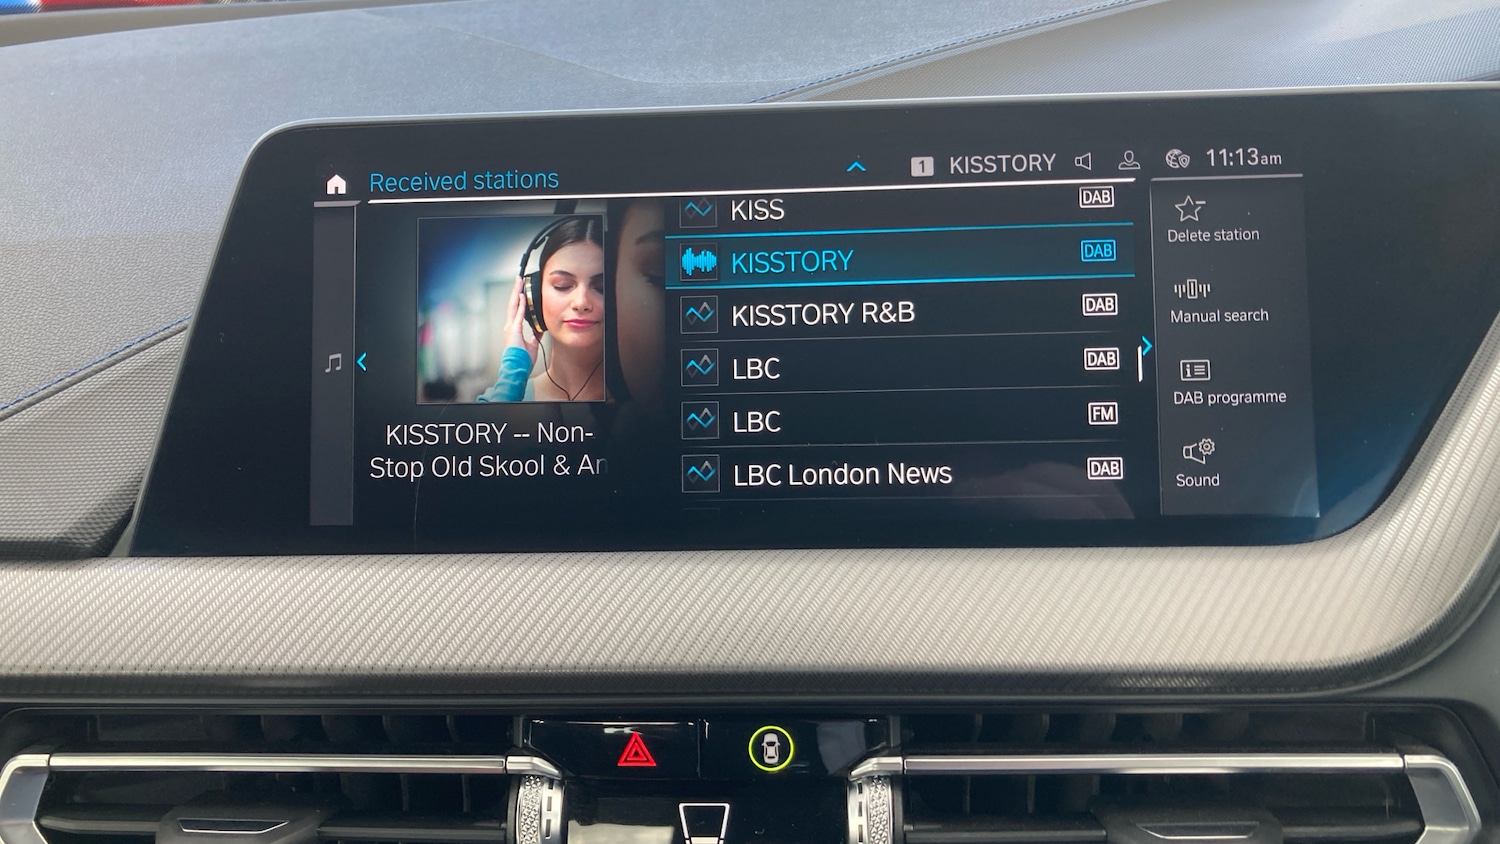 Received stations
1 KISSTORY
11:13am
KISS DAB
KISSTORY DAB
KISSTORY R&B DAB
LBC DAB
LBC FM
LBC London News DAB
KISSTORY -- Non-
Stop Old Skool & An
Delete station
Manual search
DAB programme
Sound